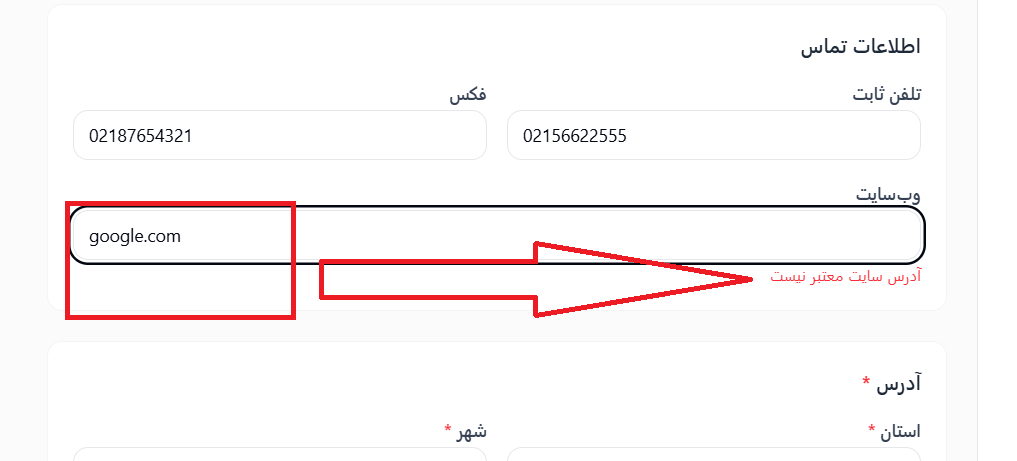 اطلاعات تماس
تلفن ثابت
فکس
02156622555
02187654321
وب‌سایت
google.com
آدرس سایت معتبر نیست
آدرس *
استان *
شهر *